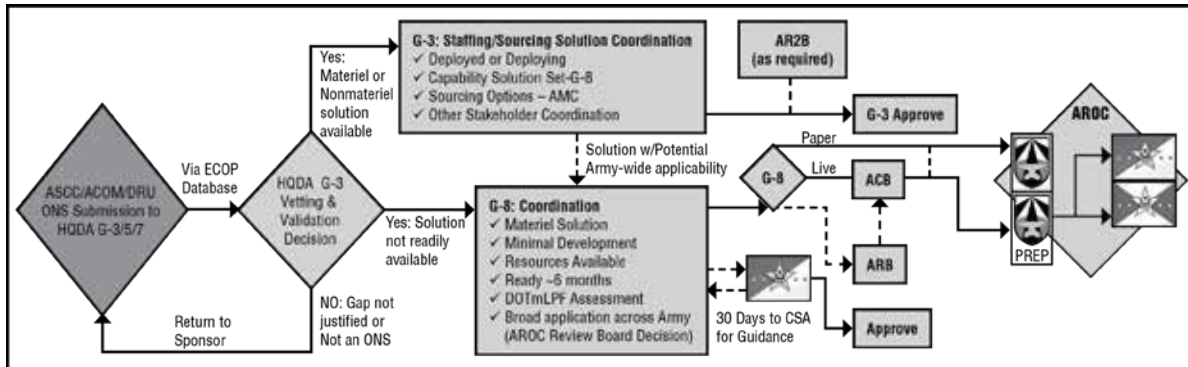 ASCC/ACOM/DRU
ONS Submission to
HQDA G-3/5/7
Via ECOP
Database
HQDA G-3
Vetting &
Validation
Decision
Yes:
Materiel or
Nonmateriel
solution
available
Yes: Solution
not readily
available
NO: Gap not
justified or
Not an ONS
Return to
Sponsor
G-3: Staffing/Sourcing Solution Coordination
✓ Deployed or Deploying
✓ Capability Solution Set-G-8
✓ Sourcing Options – AMC
✓ Other Stakeholder Coordination
AR2B
(as required)
G-3 Approve
Solution w/Potential
Army-wide applicability
G-8: Coordination
✓ Materiel Solution
✓ Minimal Development
✓ Resources Available
✓ Ready ~6 months
✓ DOTmLPF Assessment
✓ Broad application across Army
(AROC Review Board Decision)
30 Days to CSA
for Guidance
Approve
G-8
Paper
Live
ACB
ARB
AROC
PREP